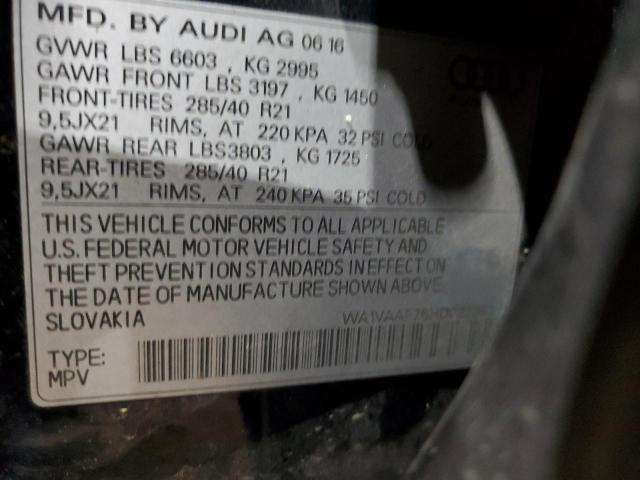 MFD. BY AUDI AG 06 16
GVWR LBS 6603 , KG 2995
GAWR FRONT LBS 3197 , KG 1450
FRONT-TIRES 285/40 R21
9,5JX21 RIMS, AT 220 KPA 32 PSI COLD
GAWR REAR LBS3803 , KG 1725
REAR-TIRES 285/40 R21
9,5JX21 RIMS, AT 240 KPA 35 PSI COLD
THIS VEHICLE CONFORMS TO ALL APPLICABLE
U.S. FEDERAL MOTOR VEHICLE SAFETY AND
THEFT PREVENTION STANDARDS IN EFFECT ON
THE DATE OF MANUFACTURE SHOWN ABOVE.
SLOVAKIA
TYPE:
MPV